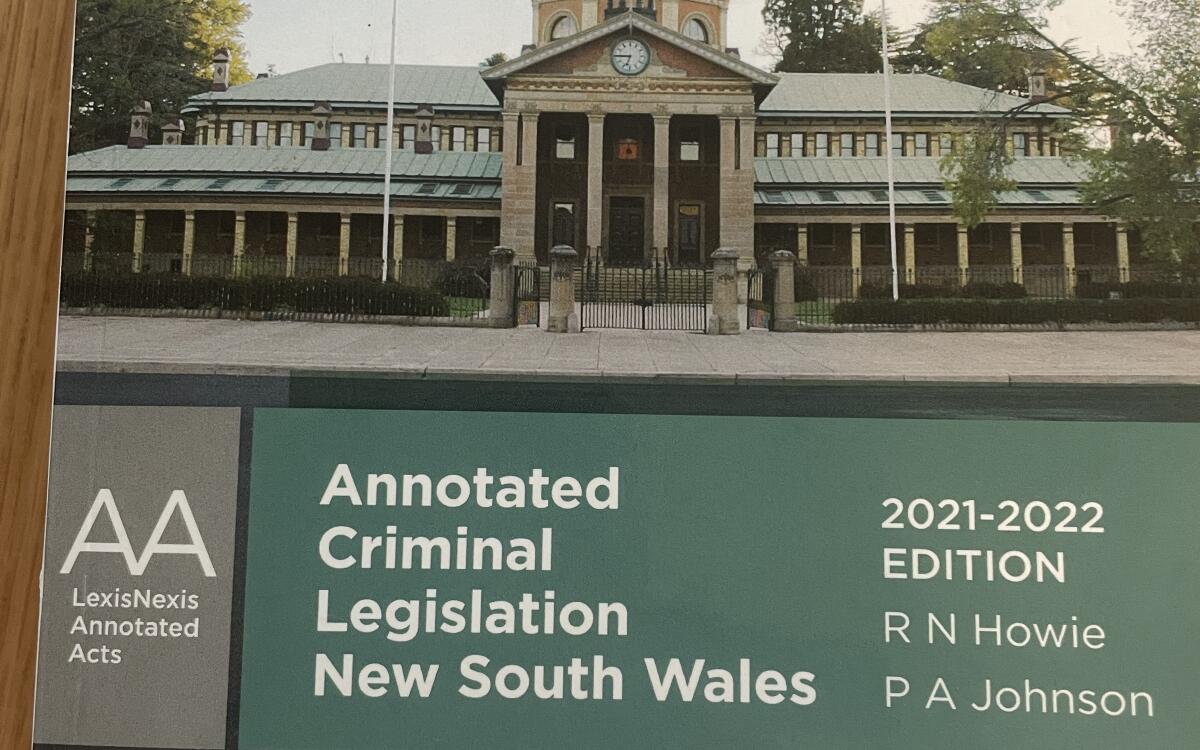 AA
LexisNexis
Annotated
Acts
Annotated
Criminal
Legislation
New South Wales
2021-2022
EDITION
R N Howie
P A Johnson